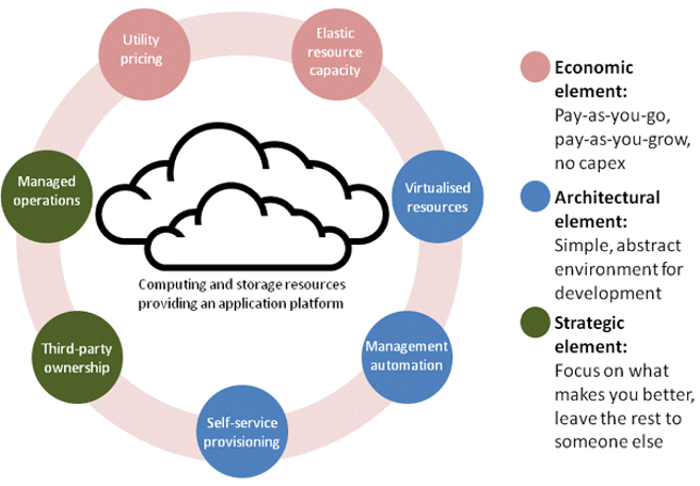 Utility
pricing
Elastic
resource
capacity
Managed
operations
Virtualised
resources
Computing and storage resources
providing an application platform
Third-party
ownership
Management
automation
Self-service
provisioning
Economic
element:
Pay-as-you-go,
pay-as-you-grow,
no capex
Architectural
element:
Simple, abstract
environment for
development
Strategic
element:
Focus on what
makes you better,
leave the rest to
someone else